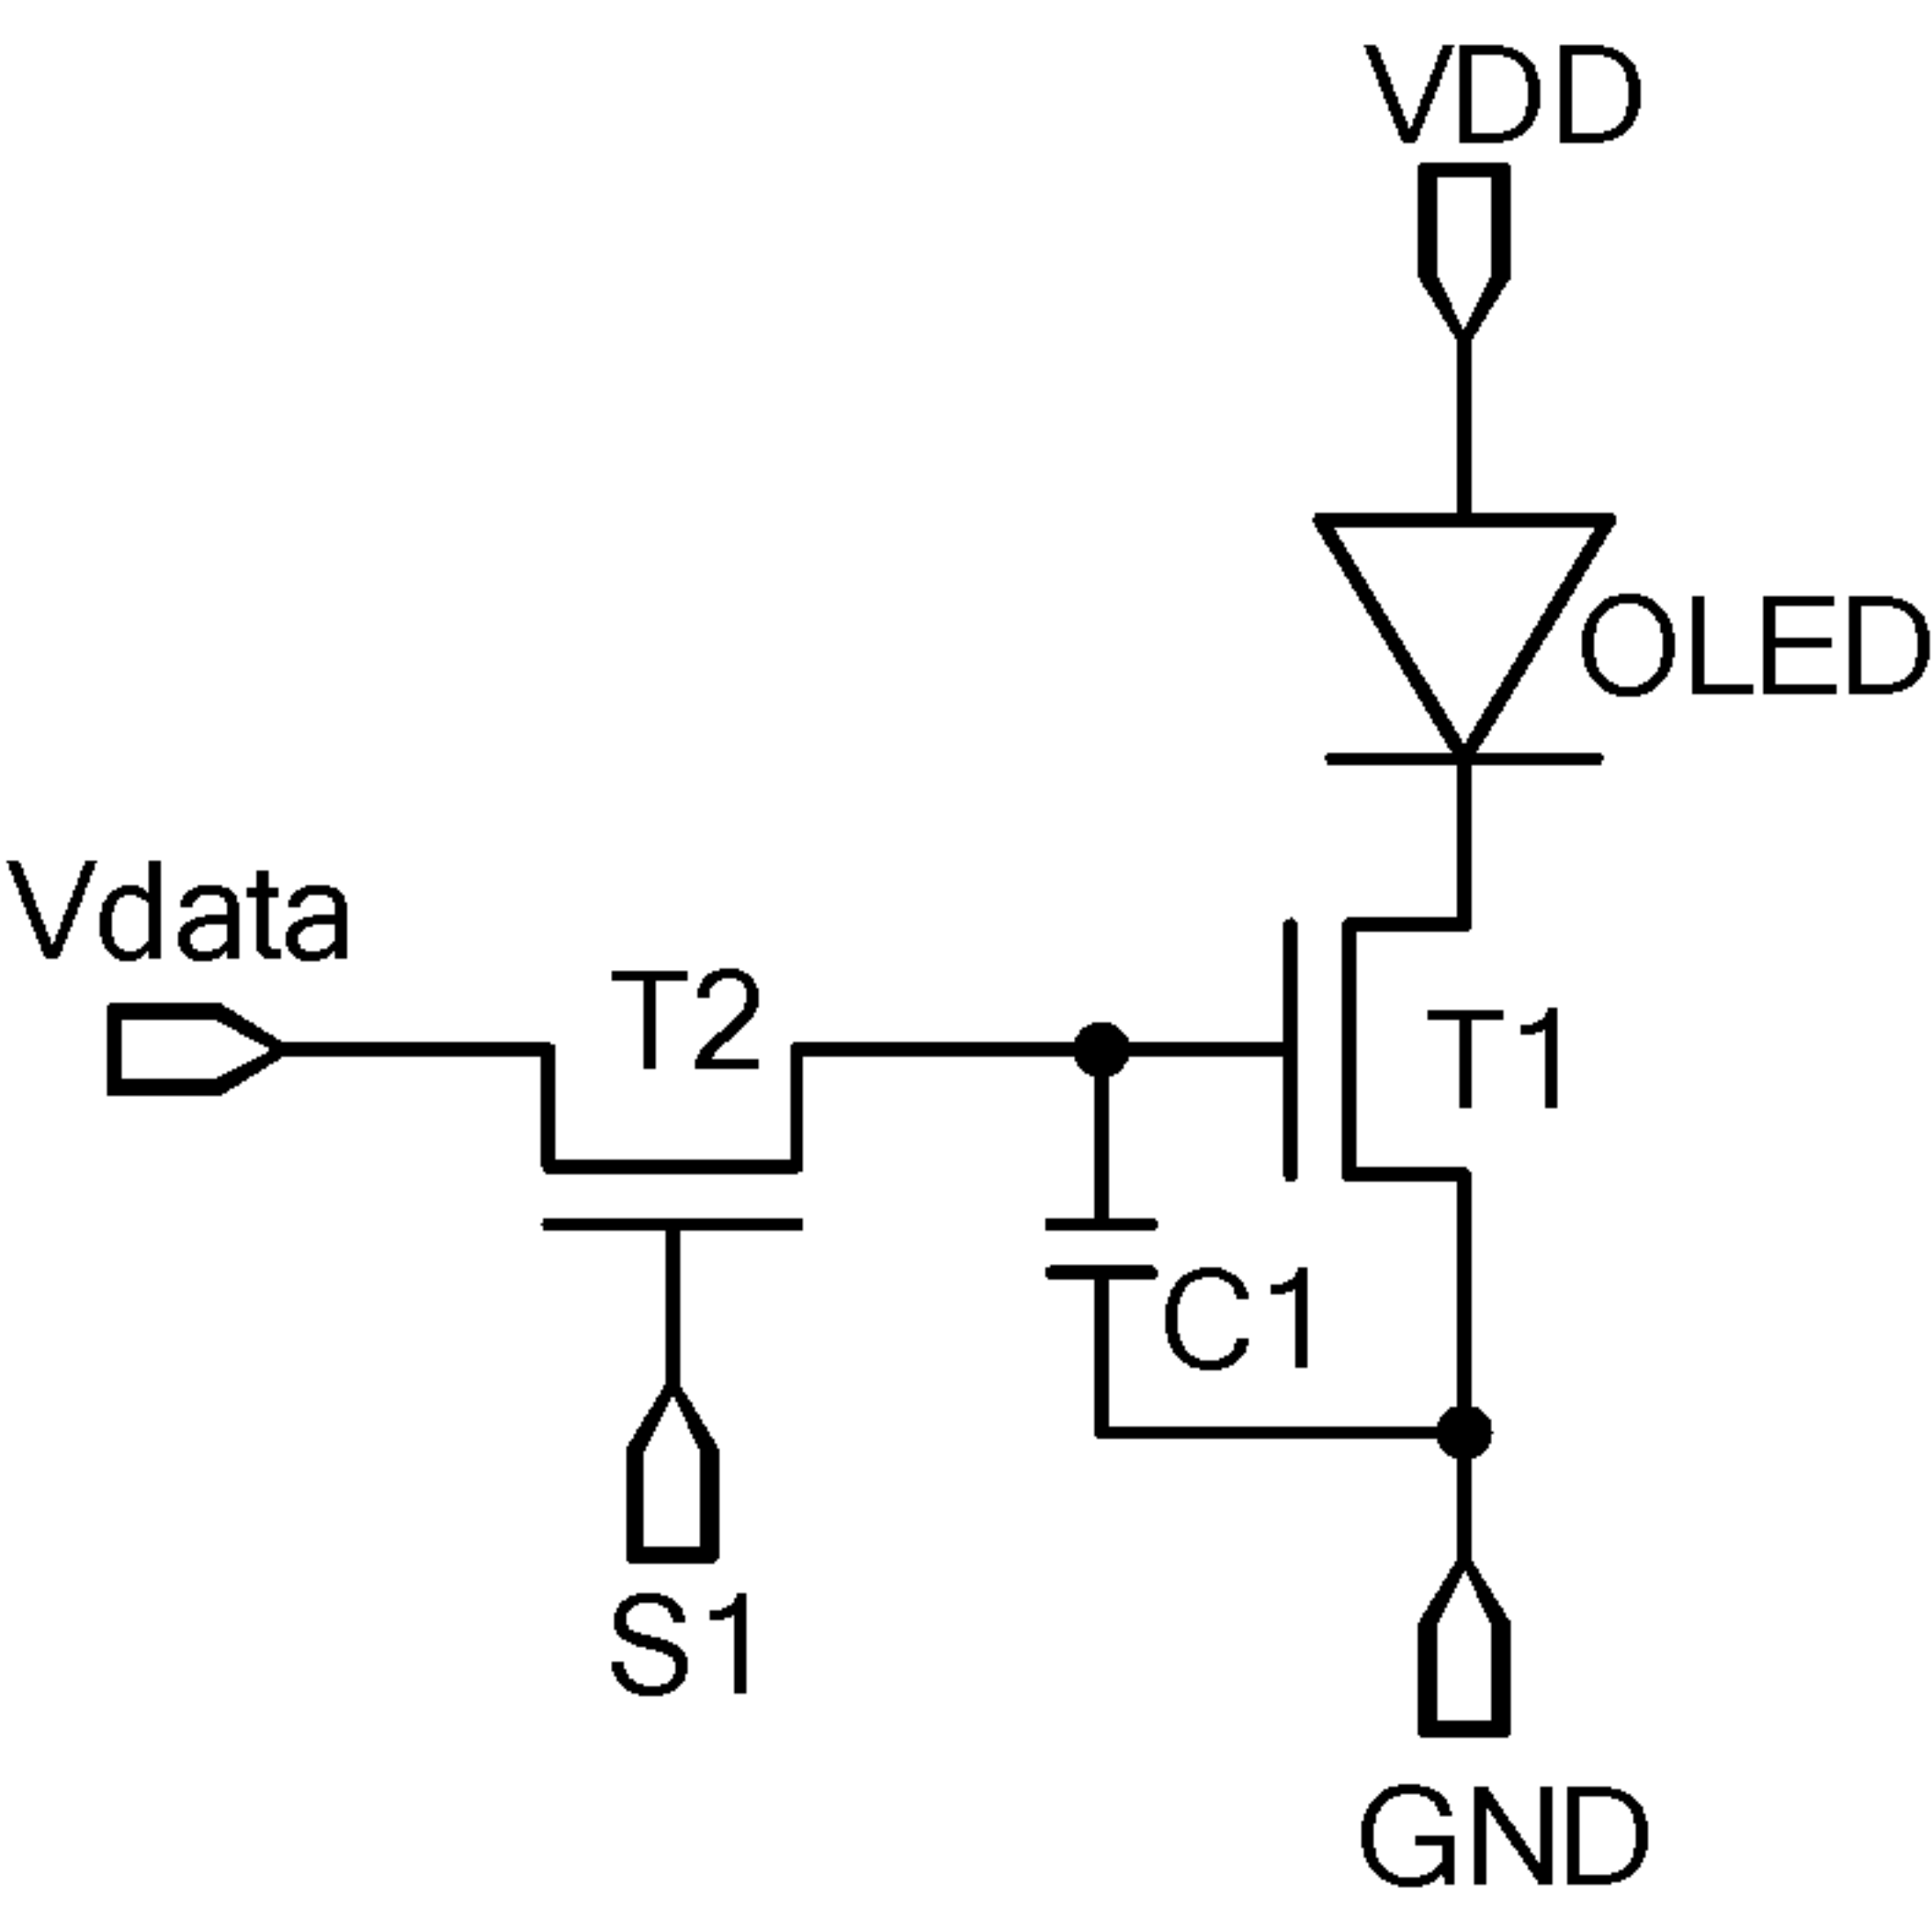 VDD
OLED
Vdata
T2
T1
C1
S1
GND